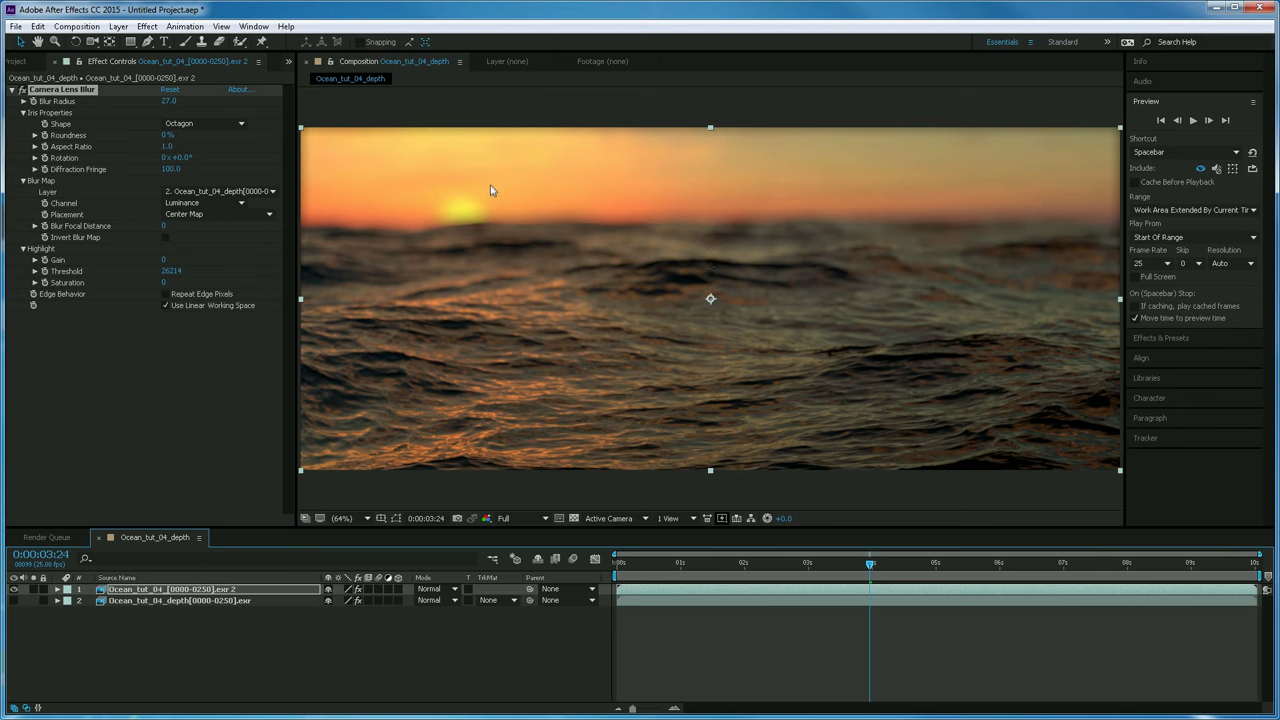 Adobe After Effects CC 2015 - Untitled Project.aep *
File Edit Composition Layer Effect Animation View Window Help
Snapping Essentials Standard Search Help
roject Effect Controls Ocean_tut_04_[0000-0250].exr 2
Ocean_tut_04_depth • Ocean_tut_04_[0000-0250].exr 2
Camera Lens Blur Reset About...
Blur Radius 27.0
Iris Properties
Shape Octagon
Roundness 0 %
Aspect Ratio 1.0
Rotation 0 x+0.0°
Diffraction Fringe 100.0
Blur Map
Layer 2. Ocean_tut_04_depth[0000-0
Channel Luminance
Placement Center Map
Blur Focal Distance 0
Invert Blur Map
Highlight
Gain 0
Threshold 26214
Saturation 0
Edge Behavior Repeat Edge Pixels
Use Linear Working Space
Composition Ocean_tut_04_depth Layer (none) Footage (none)
Ocean_tut_04_depth
(64%) 0:00:03:24 Full Active Camera 1 View +0.0
Info
Audio
Preview
Shortcut
Spacebar
Include:
Cache Before Playback
Range
Work Area Extended By Current Tir
Play From
Start Of Range
Frame Rate Skip Resolution
25 0 Auto
Full Screen
On (Spacebar) Stop:
If caching, play cached frames
Move time to preview time
Effects & Presets
Align
Libraries
Character
Paragraph
Tracker
Render Queue Ocean_tut_04_depth
0:00:03:24
00099 (25.00 fps)
:00s 01s 02s 03s 04s 05s 06s 07s 08s 09s 10s
# Source Name Mode T TrkMat Parent
1 Ocean_tut_04_[0000-0250].exr 2 Normal None
2 Ocean_tut_04_depth[0000-0250].exr Normal None None